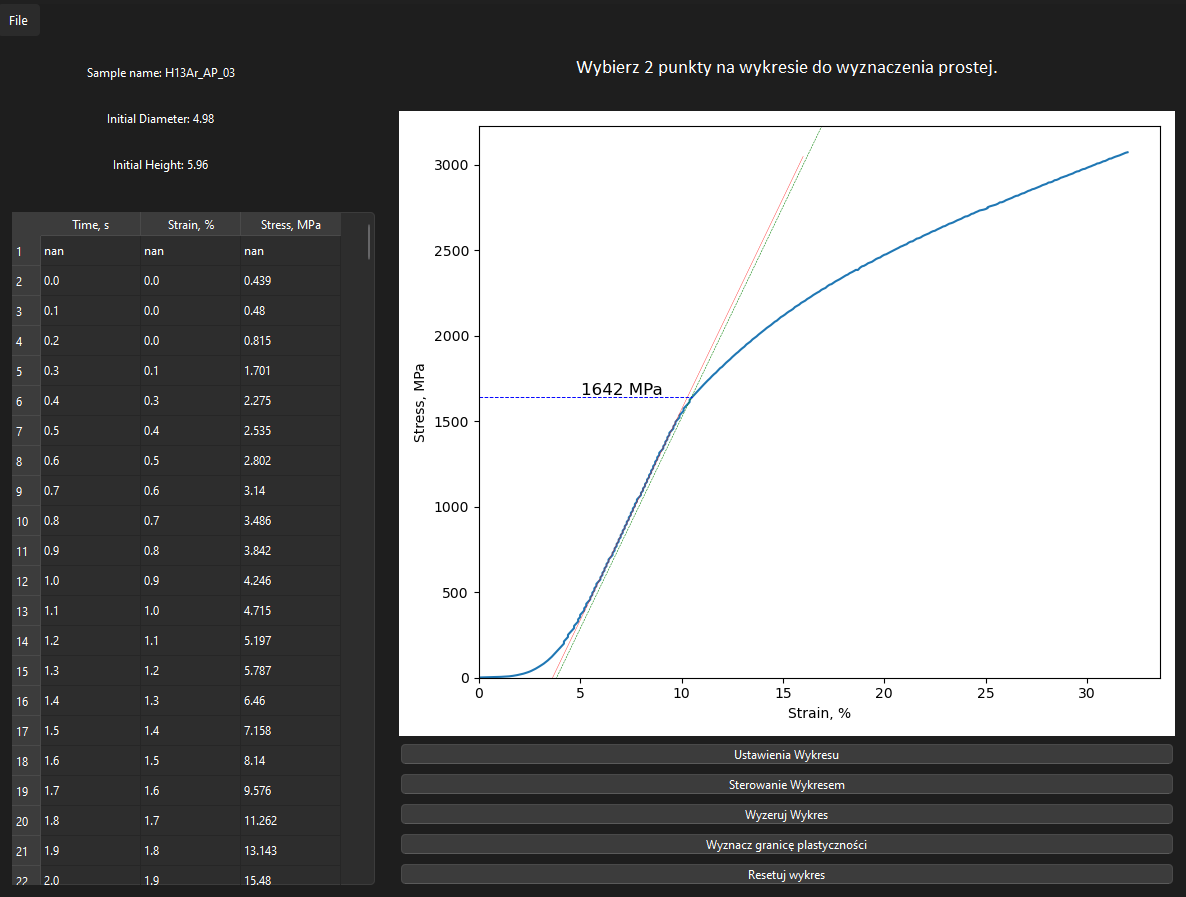 File
Sample name: H13Ar_AP_03
Initial Diameter: 4.98
Initial Height: 5.96
Time, s Strain, % Stress, MPa
1 nan nan nan
2 0.0 0.0 0.439
3 0.1 0.0 0.48
4 0.2 0.0 0.815
5 0.3 0.1 1.701
6 0.4 0.3 2.275
7 0.5 0.4 2.535
8 0.6 0.5 2.802
9 0.7 0.6 3.14
10 0.8 0.7 3.486
11 0.9 0.8 3.842
12 1.0 0.9 4.246
13 1.1 1.0 4.715
14 1.2 1.1 5.197
15 1.3 1.2 5.787
16 1.4 1.3 6.46
17 1.5 1.4 7.158
18 1.6 1.5 8.14
19 1.7 1.6 9.576
20 1.8 1.7 11.262
21 1.9 1.8 13.143
22 2.0 1.9 15.48
Wybierz 2 punkty na wykresie do wyznaczenia prostej.
3000
2500
2000
1500
1000
500
0
Stress, MPa
1642 MPa
0 5 10 15 20 25 30
Strain, %
Ustawienia Wykresu
Sterowanie Wykresem
Wyzeruj Wykres
Wyznacz granicę plastyczności
Resetuj wykres